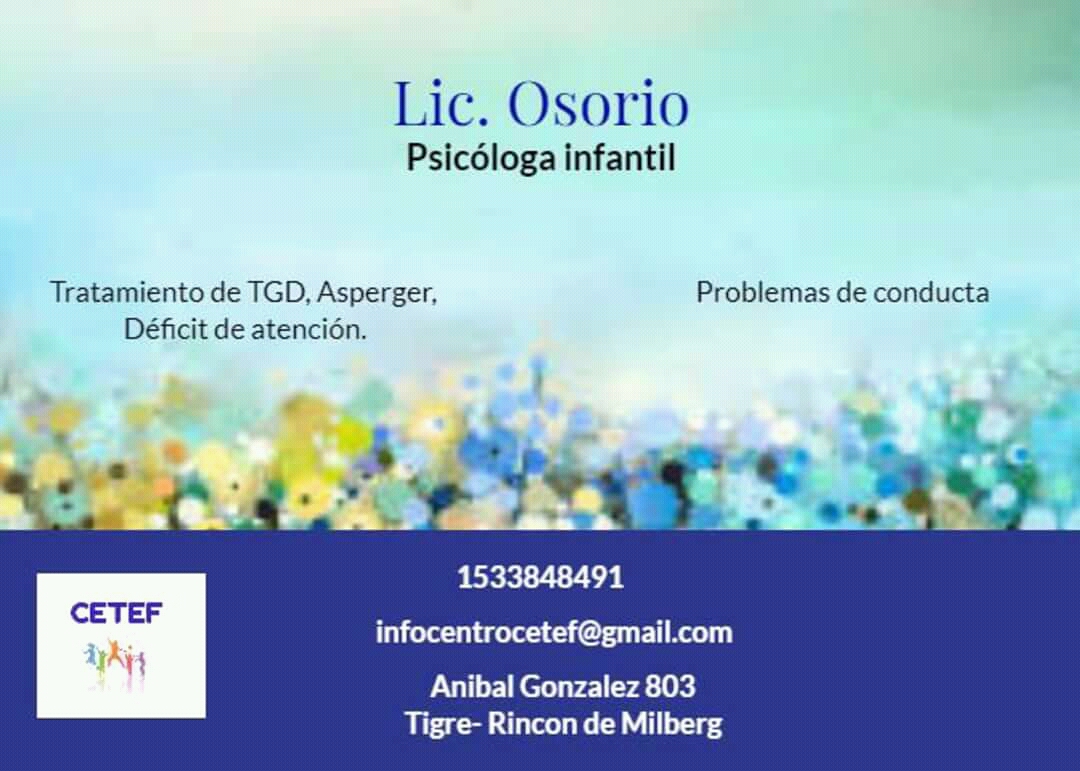 Lic. Osorio
Psicóloga infantil
Tratamiento de TGD, Asperger,
Déficit de atención.
Problemas de conducta
CETEF
1533848491
infocentrocetef@gmail.com
Anibal Gonzalez 803
Tigre- Rincon de Milberg